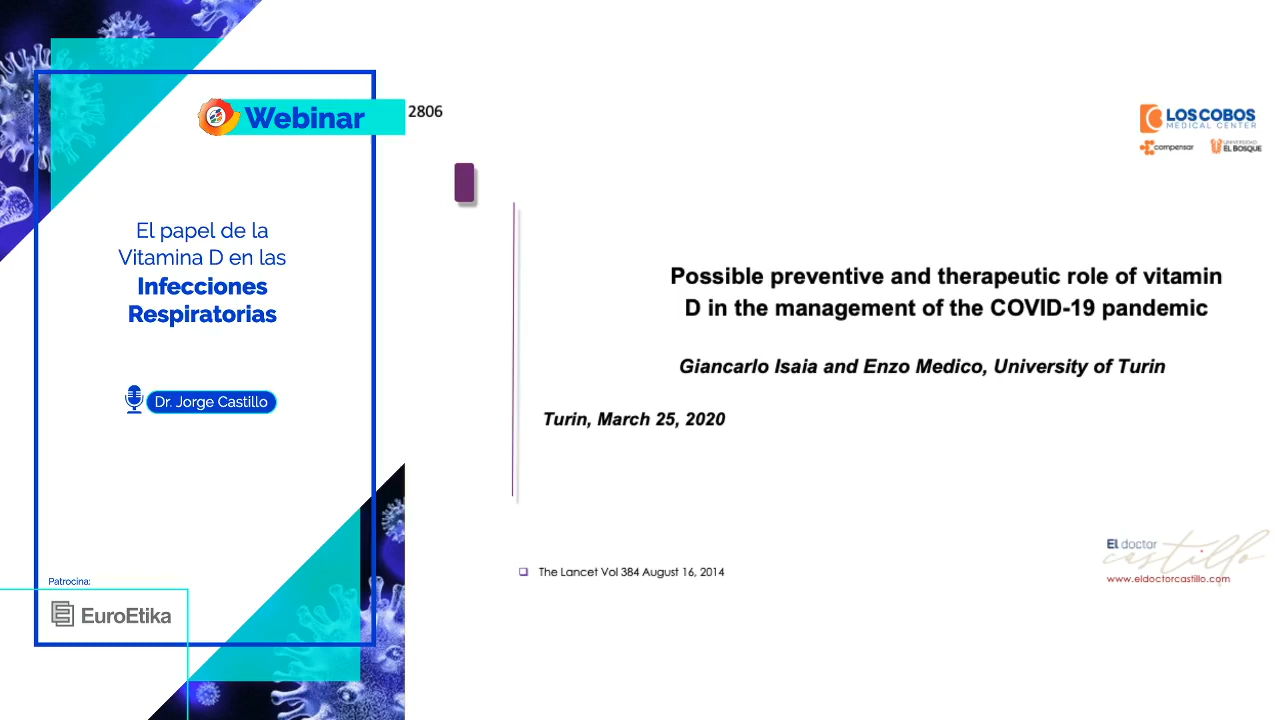 Webinar
El papel de la
Vitamina D en las
Infecciones
Respiratorias
Dr. Jorge Castillo
Patrocina:
EuroEtika
2806
LOS COBOS
MEDICAL CENTER
compensar
UNIVERSIDAD
EL BOSQUE
Possible preventive and therapeutic role of vitamin
D in the management of the COVID-19 pandemic
Giancarlo Isaia and Enzo Medico, University of Turin
Turin, March 25, 2020
The Lancet Vol 384 August 16, 2014
El doctor
castillo
www.eldoctorcastillo.com